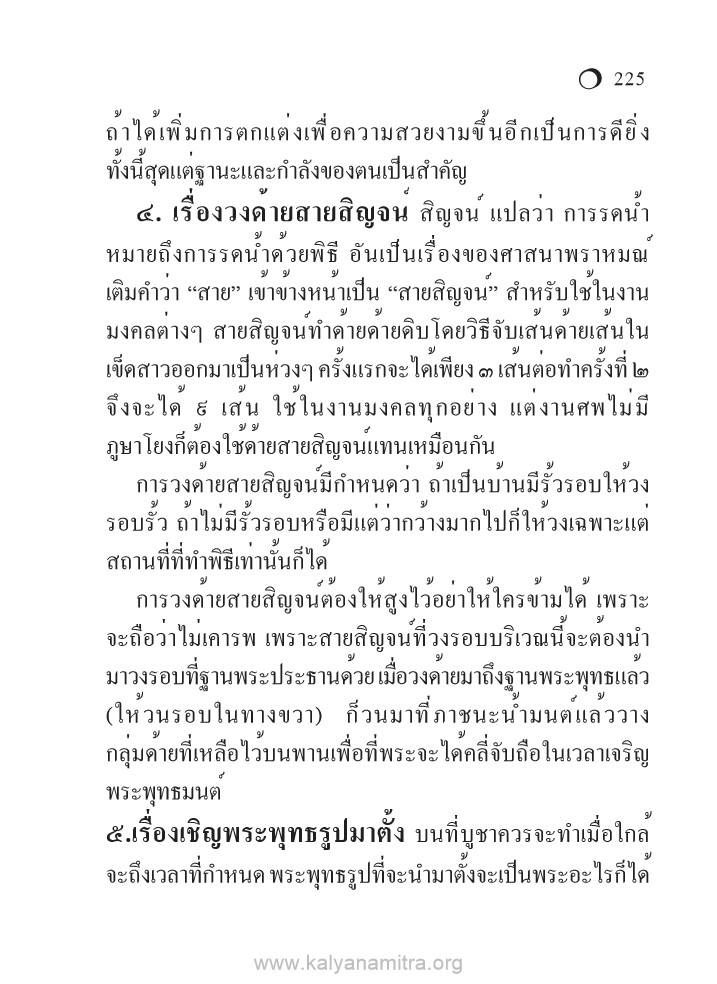 225
ถ้าได้เพิ่มการตกแต่งเพื่อความสวยงามขึ้นอีกเป็นการดียิ่ง
ทั้งนี้สุดแต่ฐานะและกำลังของตนเป็นสำคัญ
๔. เรื่องวงด้ายสายสิญจน์ สิญจน์ แปลว่า การรดน้ำ
หมายถึงการรดน้ำด้วยพิธี อันเป็นเรื่องของศาสนาพราหมณ์
เติมคำว่า “สาย” เข้าข้างหน้าเป็น “สายสิญจน์” สำหรับใช้ในงาน
มงคลต่างๆ สายสิญจน์ทำด้ายด้ายดิบโดยวิธีจับเส้นด้ายเส้นใน
เข็ดสาวออกมาเป็นห่วงๆ ครั้งแรกจะได้เพียง ๓ เส้นต่อทำครั้งที่ ๒
จึงจะได้ ๙ เส้น ใช้ในงานมงคลทุกอย่าง แต่งานศพไม่มี
ภูษาโยงก็ต้องใช้ด้ายสายสิญจน์แทนเหมือนกัน
การวงด้ายสายสิญจน์มีกำหนดว่า ถ้าเป็นบ้านมีรั้วรอบให้วง
รอบรั้ว ถ้าไม่มีรั้วรอบหรือมีแต่ว่ากว้างมากไปก็ให้วงเฉพาะแต่
สถานที่ที่ทำพิธีเท่านั้นก็ได้
การวงด้ายสายสิญจน์ต้องให้สูงไว้อย่าให้ใครข้ามได้ เพราะ
จะถือว่าไม่เคารพ เพราะสายสิญจน์ที่วงรอบบริเวณนี้จะต้องนำ
มาวงรอบที่ฐานพระประธานด้วย เมื่อวงด้ายมาถึงฐานพระพุทธแล้ว
(ให้วนรอบในทางขวา) ก็วนมาที่ภาชนะน้ำมนต์แล้ววาง
กลุ่มด้ายที่เหลือไว้บนพานเพื่อที่พระจะได้คลี่จับถือในเวลาเจริญ
พระพุทธมนต์
๕.เรื่องเชิญพระพุทธรูปมาตั้ง บนที่บูชาควรจะทำเมื่อใกล้
จะถึงเวลาที่กำหนด พระพุทธรูปที่จะนำมาตั้งจะเป็นพระอะไรก็ได้
www.kalyanamitra.org